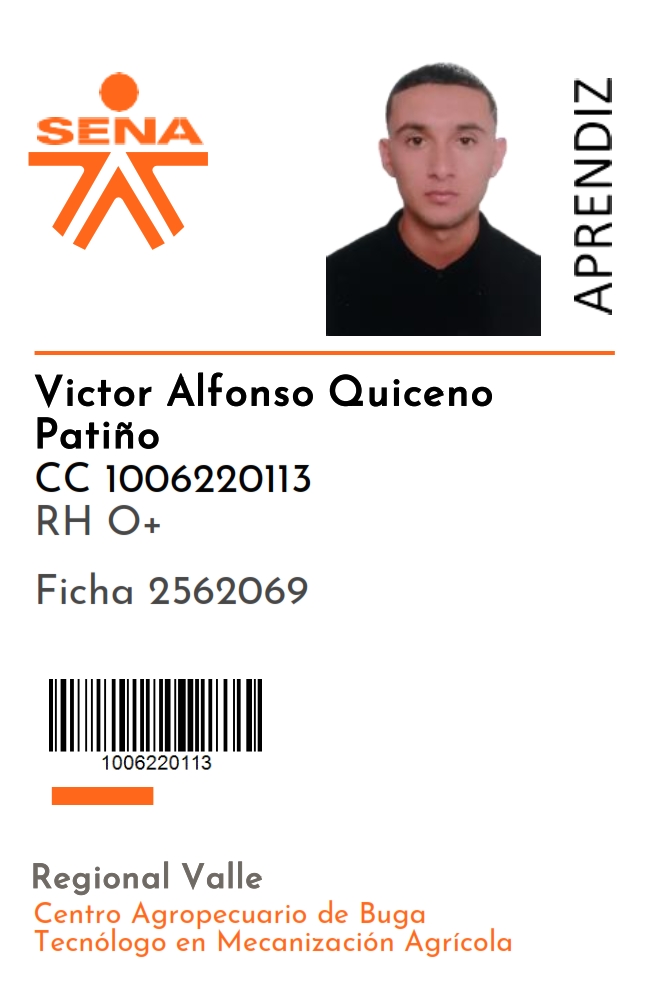 SENA
APRENDIZ
Victor Alfonso Quiceno
Patiño
CC 1006220113
RH O+
Ficha 2562069
1006220113
Regional Valle
Centro Agropecuario de Buga
Tecnólogo en Mecanización Agrícola